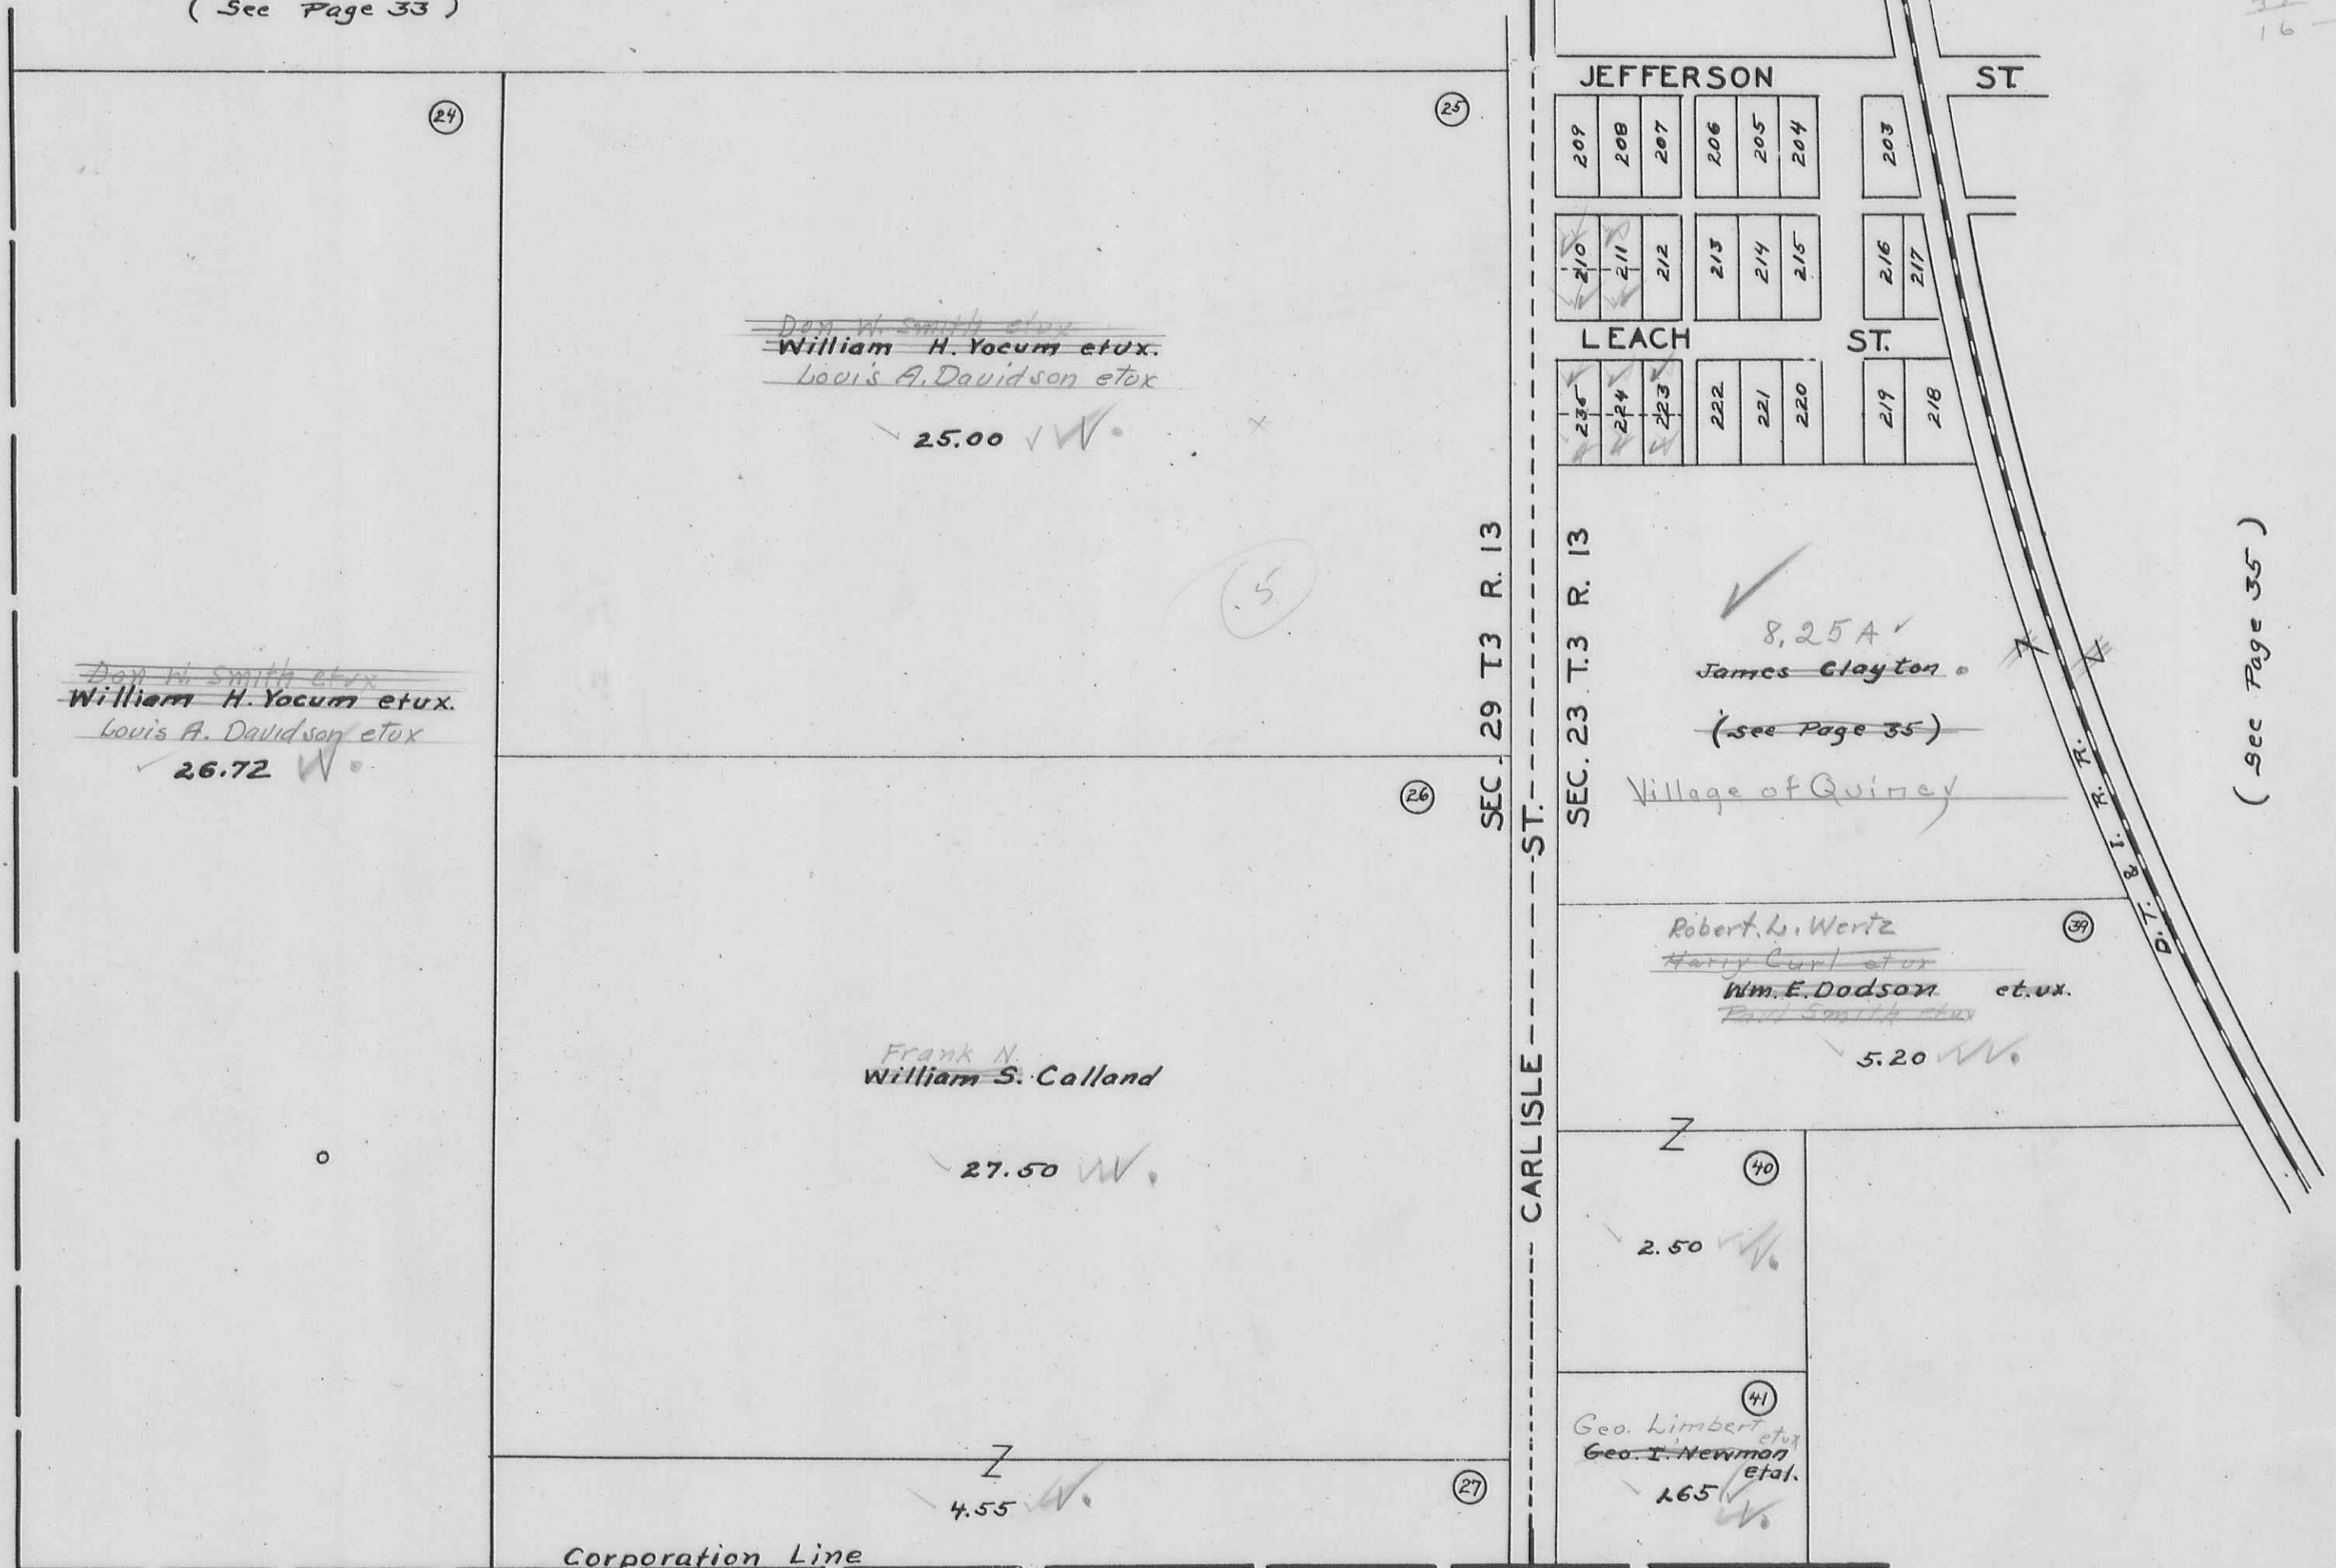 ( See Page 33 )
16
JEFFERSON ST.
24
25
209 208 207 206 205 204 203
210 211 212 213 214 215 216 217
LEACH ST.
Don W. Smith etux
William H. Yocum etux.
Louis A. Davidson etux
25.00
224 223 222 221 220 219 218
.5
SEC. 29 T3 R. 13
SEC. 23 T.3 R. 13
8.25 A
James Clayton
(see Page 35)
Village of Quincy
( See Page 35 )
Don W. Smith etux
William H. Yocum etux.
Louis A. Davidson etux
26.72
26
CARLISLE ST.
D. T. & I. R. R.
39
Robert. L. Wertz
Harry Curl et ux
Wm. E. Dodson et.ux.
Paul Smith etux
5.20
Frank N.
William S. Calland
27.50
Z
40
2.50
41
Geo. Limbert etux
Geo. I. Newman
etal.
Z
27
4.55
Corporation Line